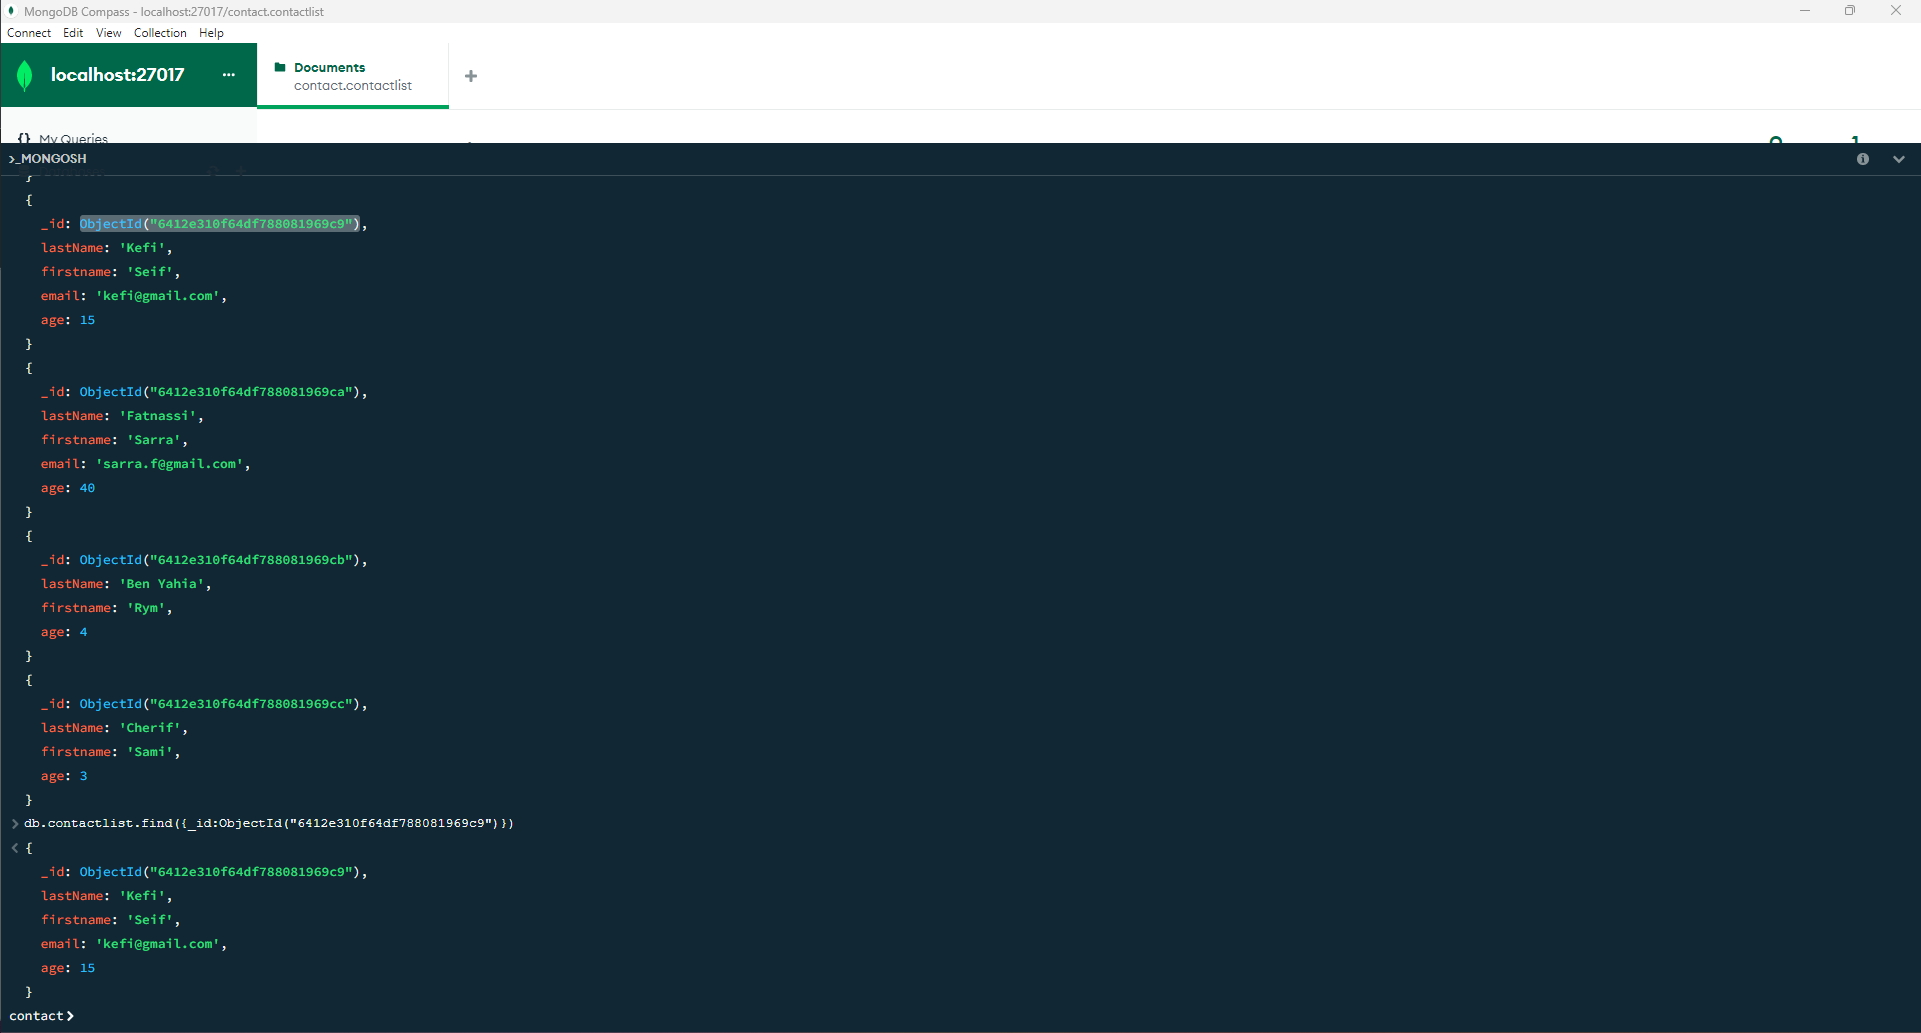 MongoDB Compass - localhost:27017/contact.contactlist
Connect Edit View Collection Help
localhost:27017 ...
Documents
contact.contactlist
{} My Queries
>_MONGOSH
}
{
_id: ObjectId("6412e310f64df788081969c9"),
lastName: 'Kefi',
firstname: 'Seif',
email: 'kefi@gmail.com',
age: 15
}
{
_id: ObjectId("6412e310f64df788081969ca"),
lastName: 'Fatnassi',
firstname: 'Sarra',
email: 'sarra.f@gmail.com',
age: 40
}
{
_id: ObjectId("6412e310f64df788081969cb"),
lastName: 'Ben Yahia',
firstname: 'Rym',
age: 4
}
{
_id: ObjectId("6412e310f64df788081969cc"),
lastName: 'Cherif',
firstname: 'Sami',
age: 3
}
> db.contactlist.find({_id:ObjectId("6412e310f64df788081969c9")})
< {
_id: ObjectId("6412e310f64df788081969c9"),
lastName: 'Kefi',
firstname: 'Seif',
email: 'kefi@gmail.com',
age: 15
}
contact>